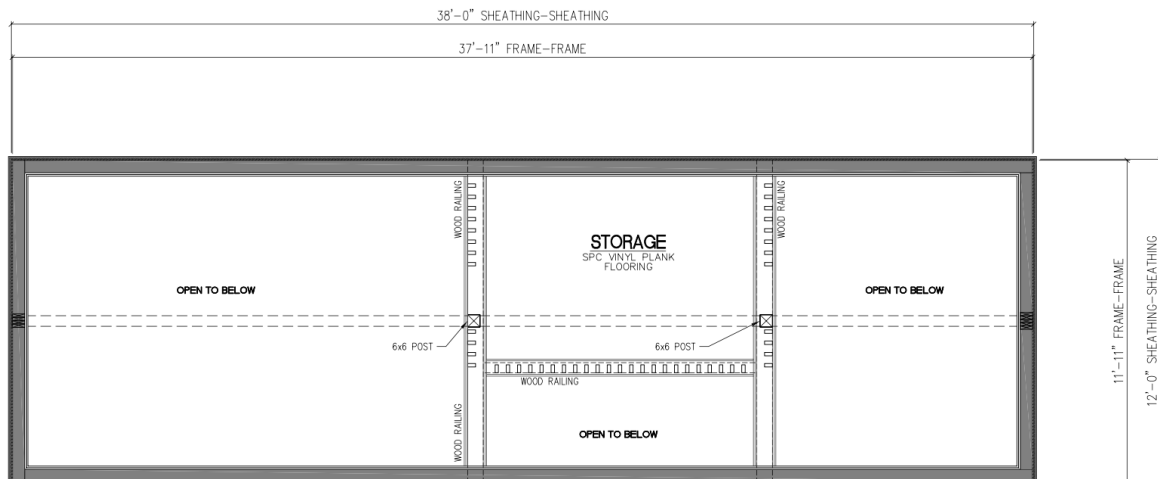 38'-0" SHEATHING-SHEATHING
37'-11" FRAME-FRAME
WOOD RAILING
WOOD RAILING
STORAGE
SPC VINYL PLANK
FLOORING
OPEN TO BELOW
OPEN TO BELOW
6x6 POST
6x6 POST
WOOD RAILING
WOOD RAILING
OPEN TO BELOW
11'-11" FRAME-FRAME
12'-0" SHEATHING-SHEATHING